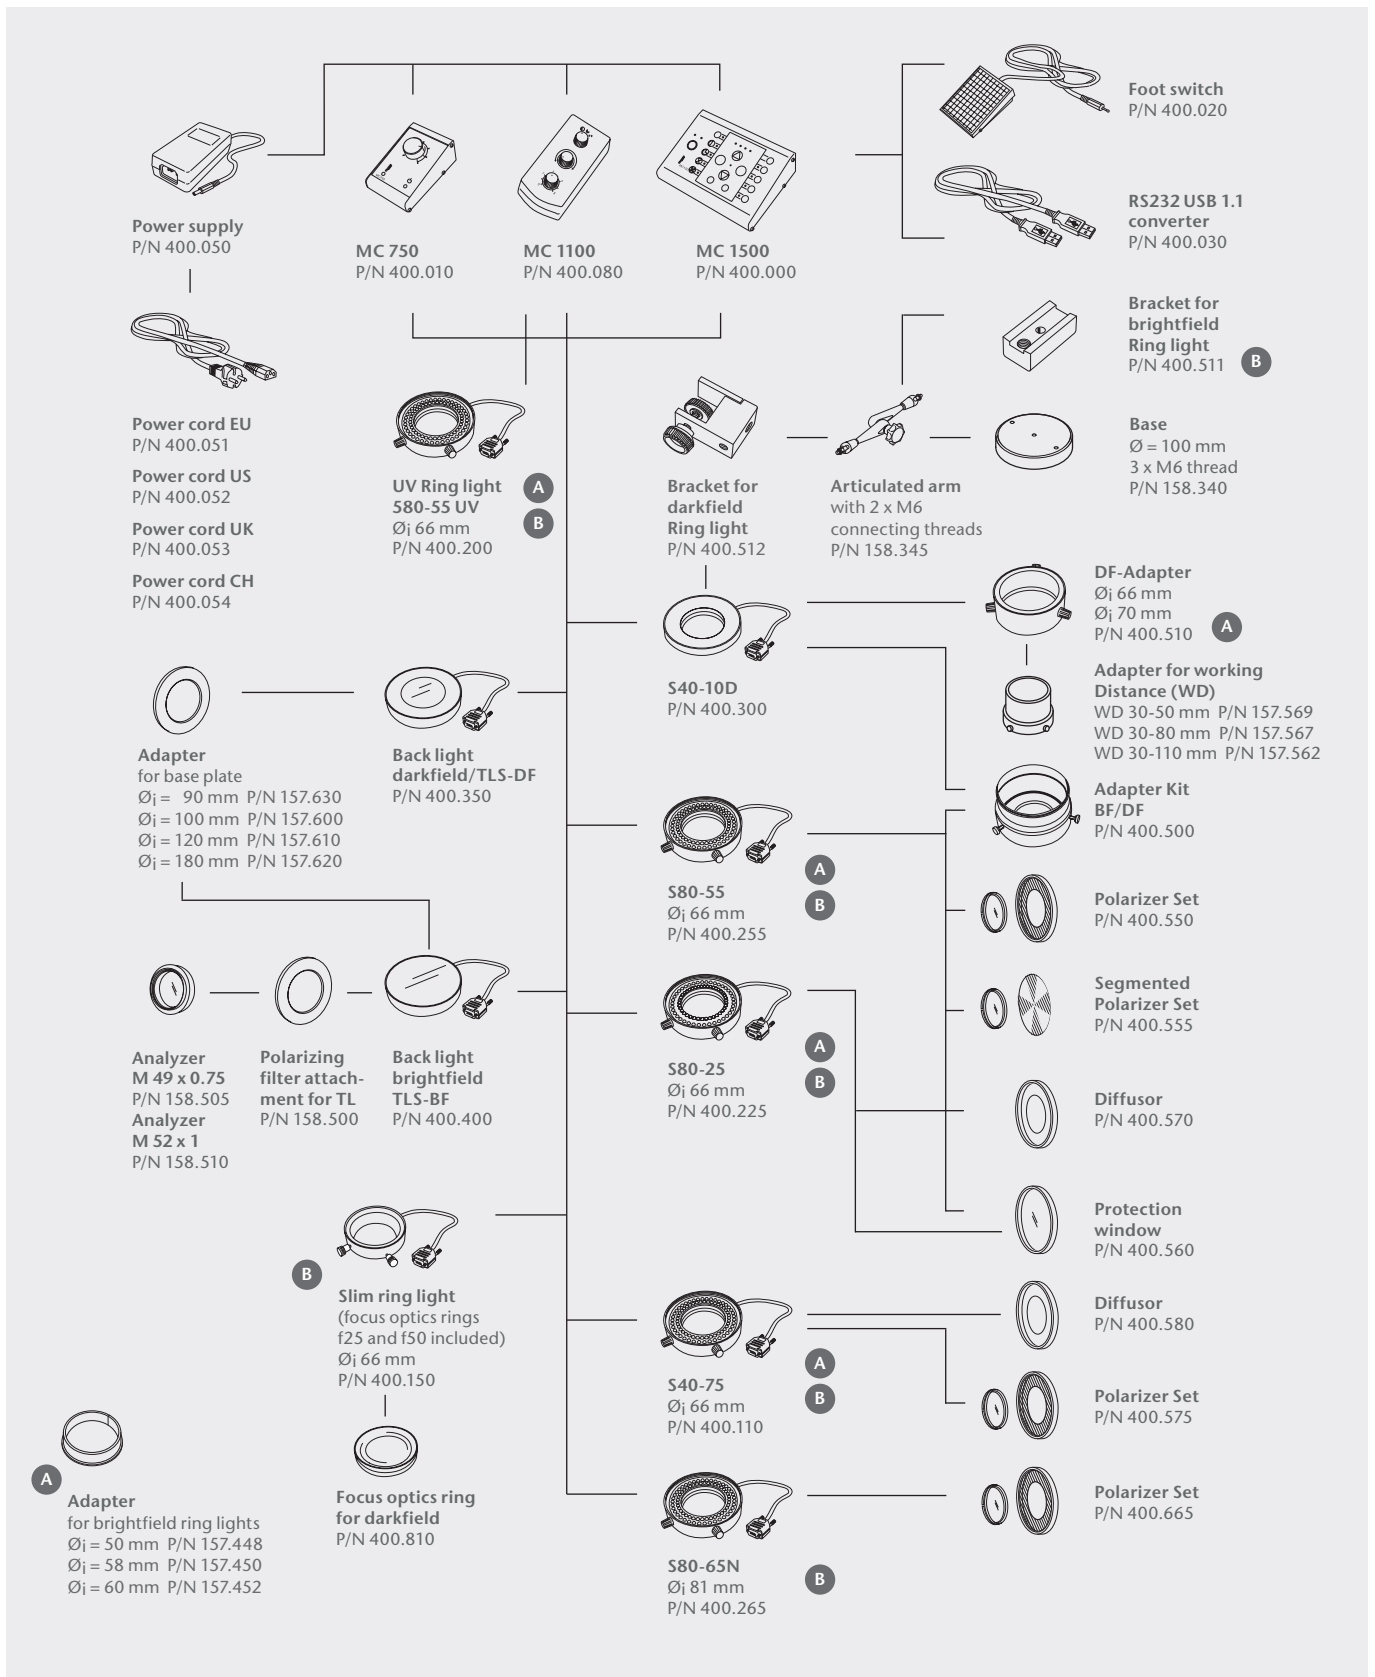 Foot switch
P/N 400.020
RS232 USB 1.1
converter
P/N 400.030
Power supply
P/N 400.050
MC 750
P/N 400.010
MC 1100
P/N 400.080
MC 1500
P/N 400.000
Bracket for
brightfield
Ring light
P/N 400.511
B
Power cord EU
P/N 400.051
Power cord US
P/N 400.052
Power cord UK
P/N 400.053
Power cord CH
P/N 400.054
UV Ring light
580-55 UV
Øi 66 mm
P/N 400.200
A
B
Bracket for
darkfield
Ring light
P/N 400.512
Articulated arm
with 2 x M6
connecting threads
P/N 158.345
Base
Ø = 100 mm
3 x M6 thread
P/N 158.340
DF-Adapter
Øi 66 mm
Øi 70 mm
P/N 400.510
A
S40-10D
P/N 400.300
Adapter for working
Distance (WD)
WD 30-50 mm P/N 157.569
WD 30-80 mm P/N 157.567
WD 30-110 mm P/N 157.562
Adapter
for base plate
Øi = 90 mm P/N 157.630
Øi = 100 mm P/N 157.600
Øi = 120 mm P/N 157.610
Øi = 180 mm P/N 157.620
Back light
darkfield/TLS-DF
P/N 400.350
Adapter Kit
BF/DF
P/N 400.500
S80-55
Øi 66 mm
P/N 400.255
A
B
Polarizer Set
P/N 400.550
Segmented
Polarizer Set
P/N 400.555
Analyzer
M 49 x 0.75
P/N 158.505
Analyzer
M 52 x 1
P/N 158.510
Polarizing
filter attach-
ment for TL
P/N 158.500
Back light
brightfield
TLS-BF
P/N 400.400
S80-25
Øi 66 mm
P/N 400.225
A
B
Diffusor
P/N 400.570
Protection
window
P/N 400.560
B
Slim ring light
(focus optics rings
f25 and f50 included)
Øi 66 mm
P/N 400.150
Diffusor
P/N 400.580
S40-75
Øi 66 mm
P/N 400.110
A
B
Polarizer Set
P/N 400.575
A
Adapter
for brightfield ring lights
Øi = 50 mm P/N 157.448
Øi = 58 mm P/N 157.450
Øi = 60 mm P/N 157.452
Focus optics ring
for darkfield
P/N 400.810
Polarizer Set
P/N 400.665
S80-65N
Øi 81 mm
P/N 400.265
B